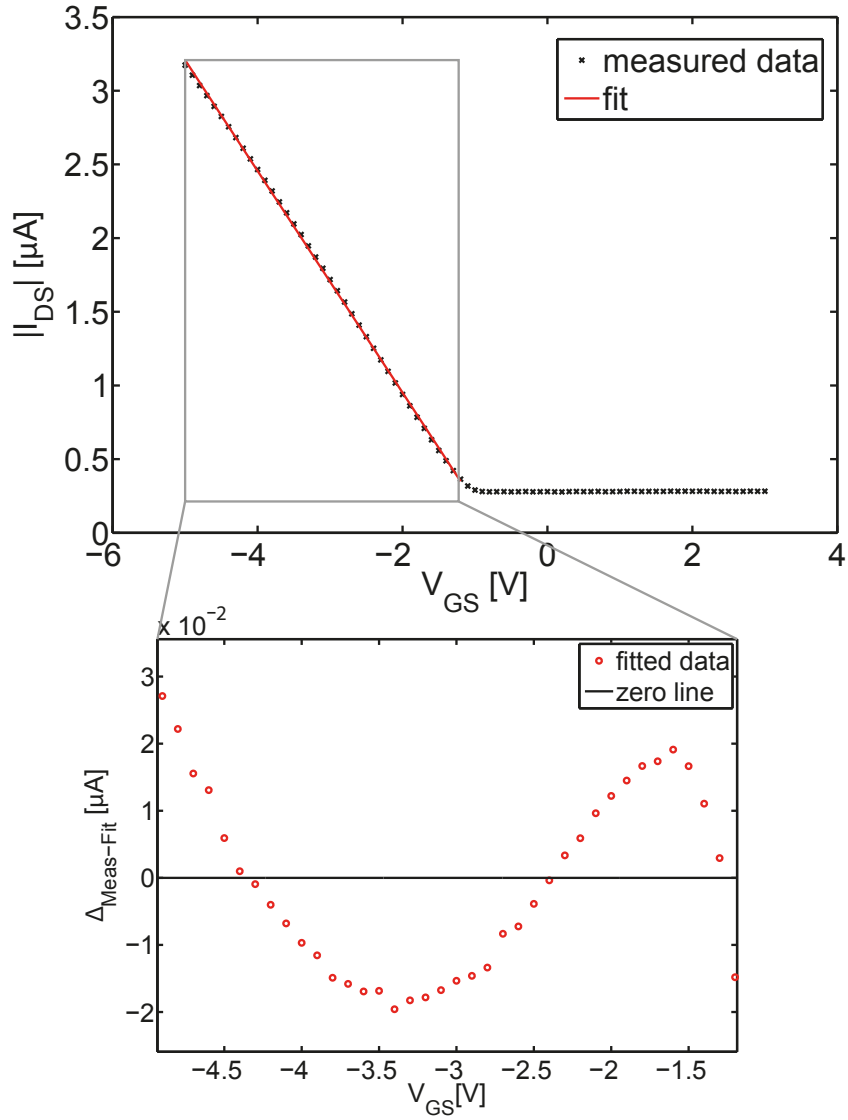 3.5
3
2.5
2
1.5
1
0.5
0
|I_DS| [µA]
measured data
fit
−6 −4 −2 0 2 4
V_GS [V]
x 10^−2
3
2
1
0
−1
−2
Δ_Meas−Fit [µA]
fitted data
zero line
−4.5 −4 −3.5 −3 −2.5 −2 −1.5
V_GS[V]